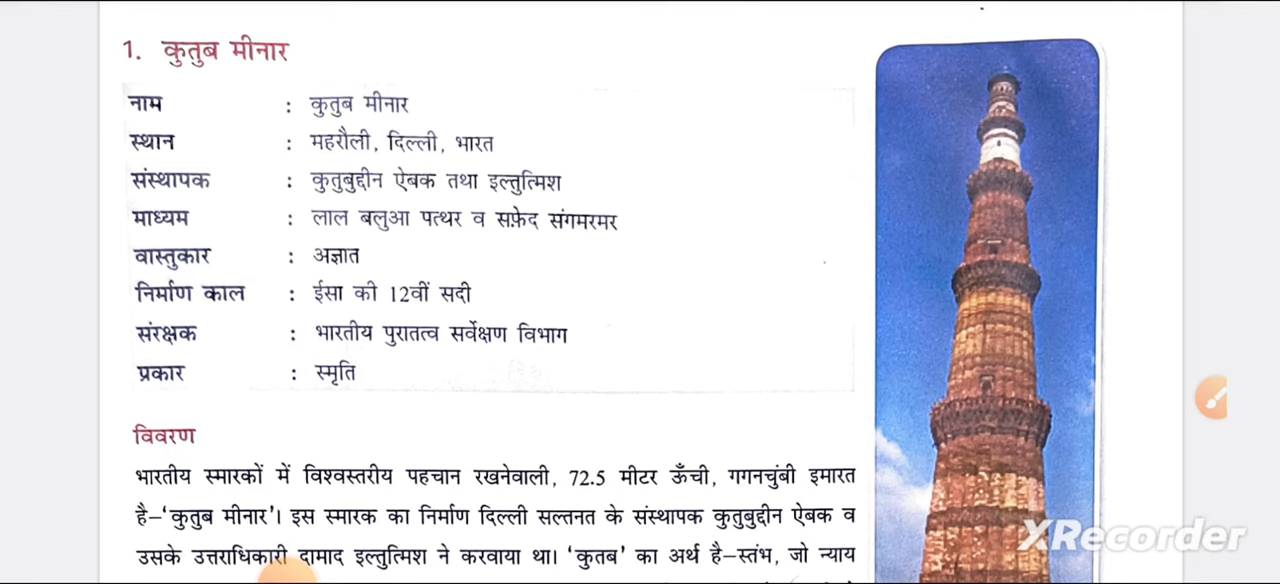 1. कुतुब मीनार
नाम : कुतुब मीनार
स्थान : महरौली, दिल्ली, भारत
संस्थापक : कुतुबुद्दीन ऐबक तथा इल्तुत्मिश
माध्यम : लाल बलुआ पत्थर व सफ़ेद संगमरमर
वास्तुकार : अज्ञात
निर्माण काल : ईसा की 12वीं सदी
संरक्षक : भारतीय पुरातत्व सर्वेक्षण विभाग
प्रकार : स्मृति
विवरण
भारतीय स्मारकों में विश्वस्तरीय पहचान रखनेवाली, 72.5 मीटर ऊँची, गगनचुंबी इमारत
है–‘कुतुब मीनार’। इस स्मारक का निर्माण दिल्ली सल्तनत के संस्थापक कुतुबुद्दीन ऐबक व
उसके उत्तराधिकारी दामाद इल्तुत्मिश ने करवाया था। ‘कुतब’ का अर्थ है–स्तंभ, जो न्याय
XRecorder